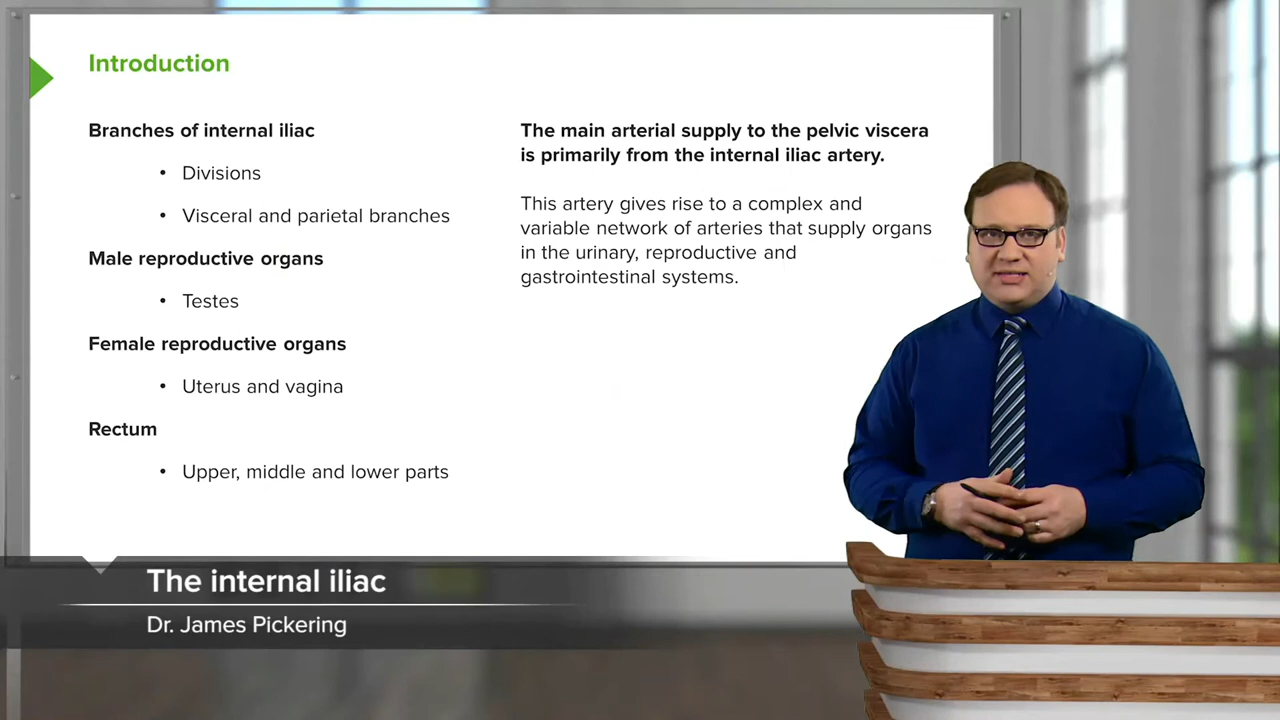 Introduction
Branches of internal iliac
• Divisions
• Visceral and parietal branches
Male reproductive organs
• Testes
Female reproductive organs
• Uterus and vagina
Rectum
• Upper, middle and lower parts
The main arterial supply to the pelvic viscera
is primarily from the internal iliac artery.
This artery gives rise to a complex and
variable network of arteries that supply organs
in the urinary, reproductive and
gastrointestinal systems.
The internal iliac
Dr. James Pickering